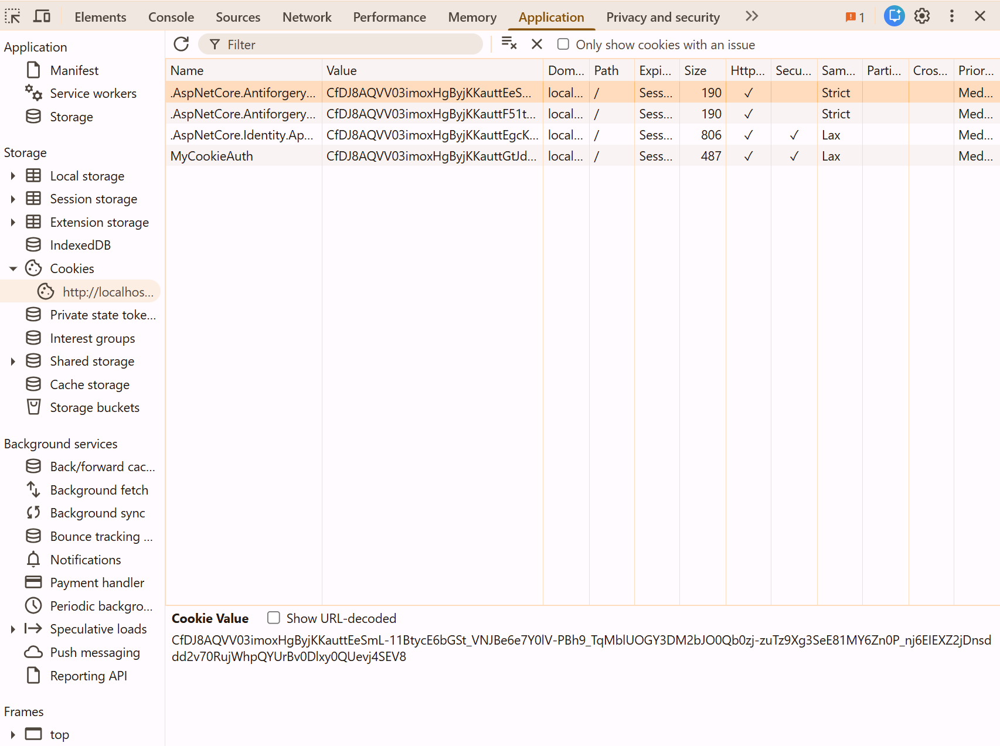 Elements Console Sources Network Performance Memory Application Privacy and security 1
Application
Manifest
Service workers
Storage
Storage
Local storage
Session storage
Extension storage
IndexedDB
Cookies
http://localhos...
Private state toke...
Interest groups
Shared storage
Cache storage
Storage buckets
Background services
Back/forward cac...
Background fetch
Background sync
Bounce tracking ...
Notifications
Payment handler
Periodic backgro...
Speculative loads
Push messaging
Reporting API
Frames
top
Filter Only show cookies with an issue
Name Value Dom... Path Expi... Size Http... Secu... Sam... Parti... Cros... Prior...
.AspNetCore.Antiforgery... CfDJ8AQVV03imoxHgByjKKauttEeS... local... / Sess... 190 ✓ Strict Med...
.AspNetCore.Antiforgery... CfDJ8AQVV03imoxHgByjKKauttF51t... local... / Sess... 190 ✓ Strict Med...
.AspNetCore.Identity.Ap... CfDJ8AQVV03imoxHgByjKKauttEgcK... local... / Sess... 806 ✓ ✓ Lax Med...
MyCookieAuth CfDJ8AQVV03imoxHgByjKKauttGtJd... local... / Sess... 487 ✓ ✓ Lax Med...
Cookie Value Show URL-decoded
CfDJ8AQVV03imoxHgByjKKauttEeSmL-11BtycE6bGSt_VNJBe6e7Y0lV-PBh9_TqMblUOGY3DM2bJO0Qb0zj-zuTz9Xg3SeE81MY6Zn0P_nj6EIEXZ2jDnsd
dd2v70RujWhpQYUrBv0Dlxy0QUevj4SEV8